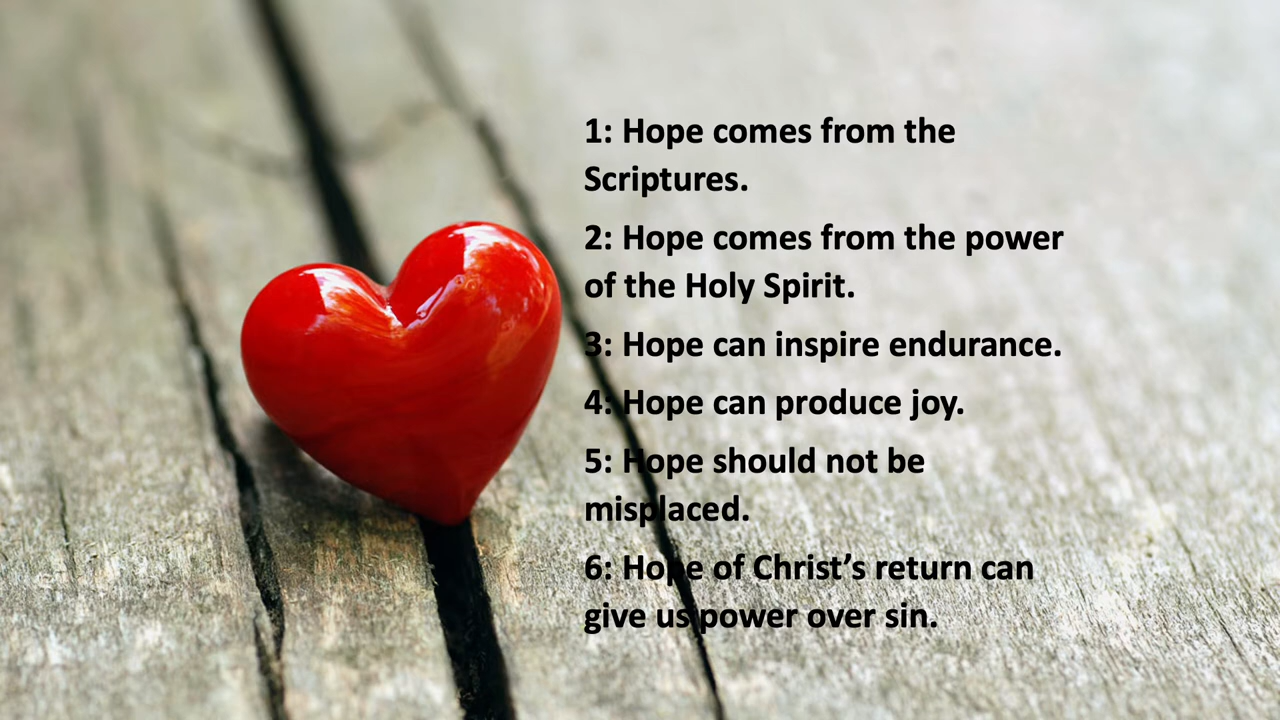 1: Hope comes from the
Scriptures.
2: Hope comes from the power
of the Holy Spirit.
3: Hope can inspire endurance.
4: Hope can produce joy.
5: Hope should not be
misplaced.
6: Hope of Christ’s return can
give us power over sin.